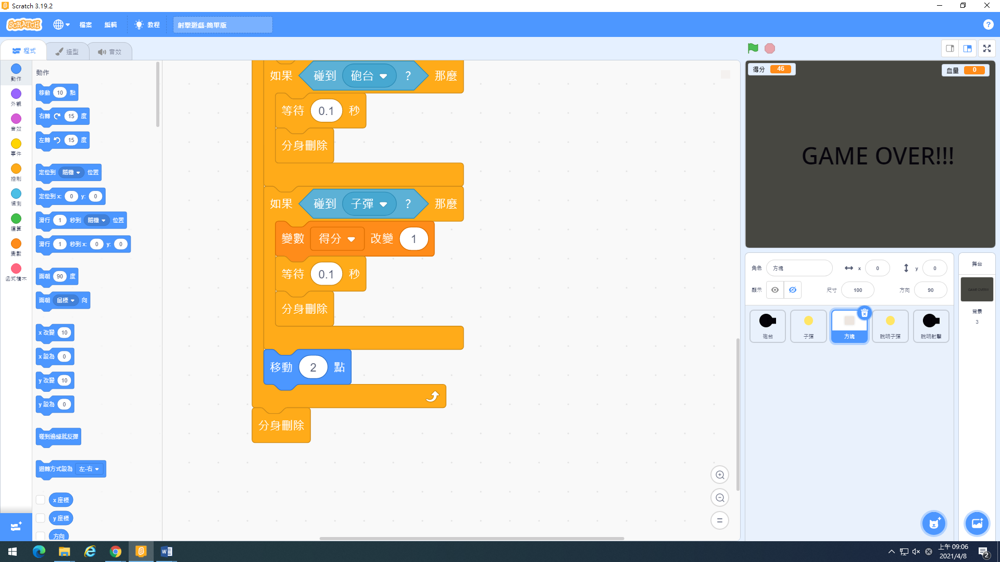 Scratch 3.19.2
SCRATCH 檔案 編輯 教程 射擊遊戲-簡單版 ?
程式 造型 音效
動作
外觀
音效
事件
控制
偵測
運算
變數
函式積木
動作
移動 10 點
右轉 15 度
左轉 15 度
定位到 隨機 位置
定位到 x: 0 y: 0
滑行 1 秒到 隨機 位置
滑行 1 秒到 x: 0 y: 0
面朝 90 度
面朝 鼠標 向
x 改變 10
x 設為 0
y 改變 10
y 設為 0
碰到邊緣就反彈
迴轉方式設為 左-右
x 座標
y 座標
方向
如果 碰到 砲台 ? 那麼
等待 0.1 秒
分身刪除
如果 碰到 子彈 ? 那麼
變數 得分 改變 1
等待 0.1 秒
分身刪除
移動 2 點
分身刪除
得分 46 血量 0
GAME OVER!!!
角色 方塊 x 0 y 0
顯示 尺寸 100 方向 90
砲台 子彈 方塊 說明子彈 說明射擊
舞台
GAME OVER!!!
背景
3
上午 09:06
2021/4/8
2